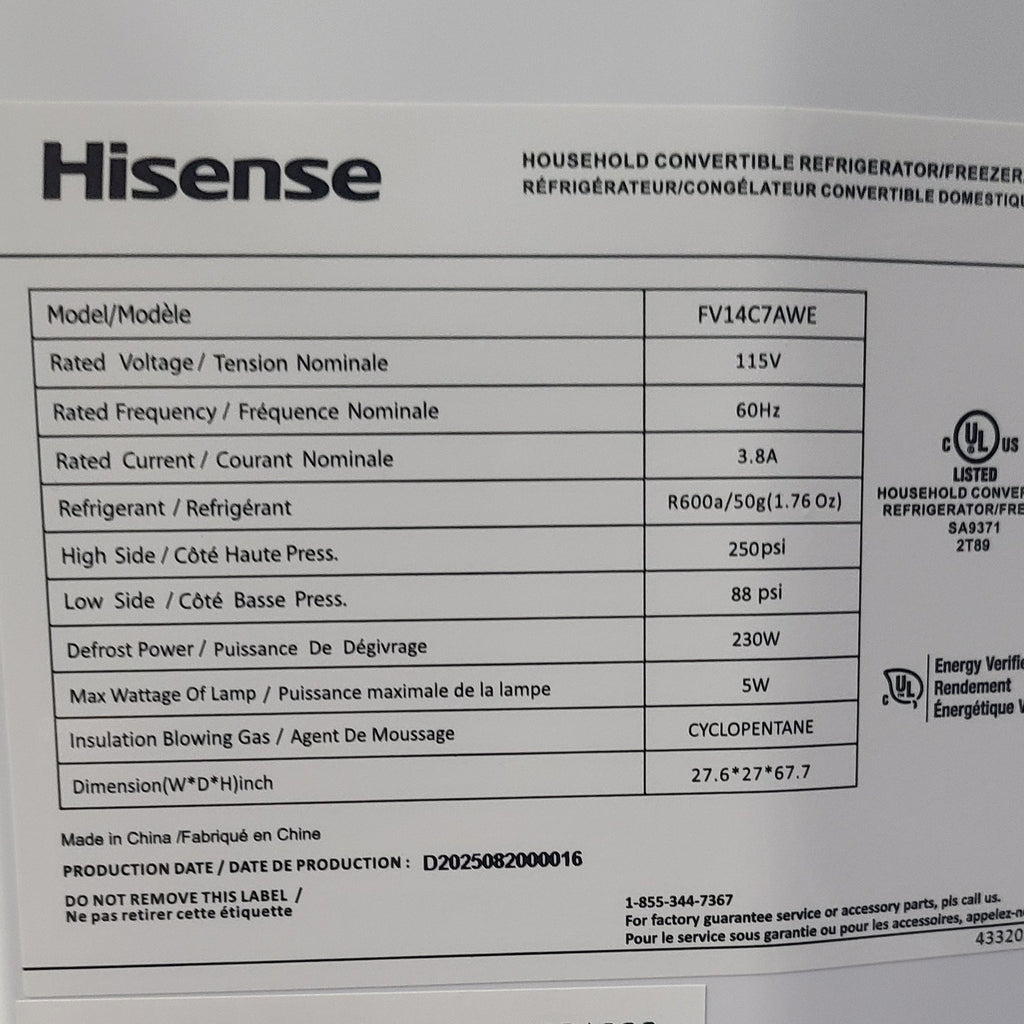 Hisense
HOUSEHOLD CONVERTIBLE REFRIGERATOR/FREEZER
RÉFRIGÉRATEUR/CONGÉLATEUR CONVERTIBLE
Model/Modèle FV14C7AWE
Rated Voltage / Tension Nominale 115V
Rated Frequency / Fréquence Nominale 60Hz
Rated Current / Courant Nominale 3.8A
Refrigerant / Refrigérant R600a/50g(1.76 Oz)
High Side / Côté Haute Press. 250psi
Low Side / Côté Basse Press. 88 psi
Defrost Power / Puissance De Dégivrage 230W
Max Wattage Of Lamp / Puissance maximale de la lampe 5W
Insulation Blowing Gas / Agent De Moussage CYCLOPENTANE
Dimension(W*D*H)inch 27.6*27*67.7
C UL US
LISTED
HOUSEHOLD
SA9371
2T89
C UL
Energy
Rendement
Énergétique
Made in China /Fabriqué en Chine
PRODUCTION DATE / DATE DE PRODUCTION : D2025082000016
DO NOT REMOVE THIS LABEL /
Ne pas retirer cette étiquette
1-855-344-7367
For factory guarantee service or accessory parts, pls call us.
Pour le service sous garantie ou pour les accessoires,
43320